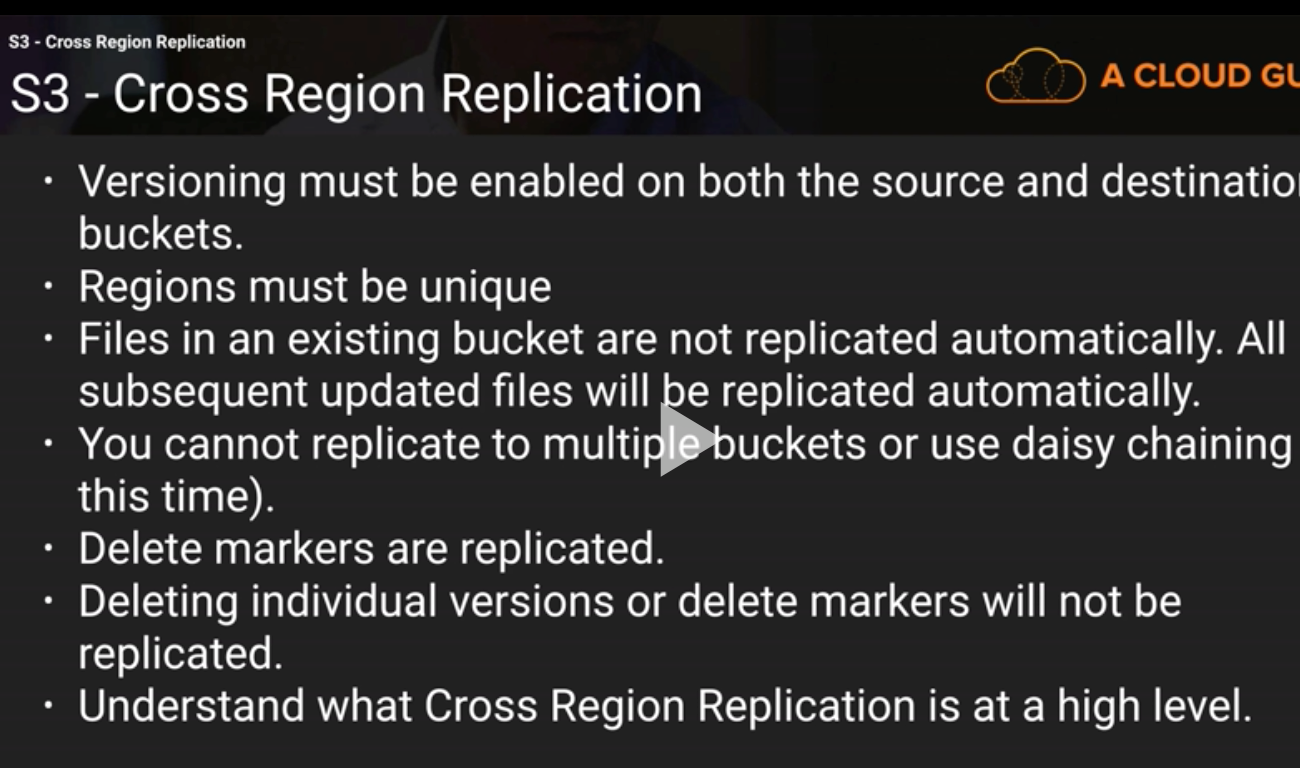 S3 - Cross Region Replication
S3 - Cross Region Replication
A CLOUD GU
• Versioning must be enabled on both the source and destination
buckets.
• Regions must be unique
• Files in an existing bucket are not replicated automatically. All
subsequent updated files will be replicated automatically.
• You cannot replicate to multiple buckets or use daisy chaining
this time).
• Delete markers are replicated.
• Deleting individual versions or delete markers will not be
replicated.
• Understand what Cross Region Replication is at a high level.